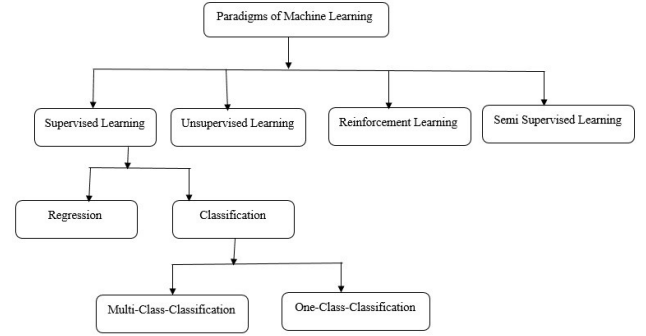 Paradigms of Machine Learning
Supervised Learning
Unsupervised Learning
Reinforcement Learning
Semi Supervised Learning
Regression
Classification
Multi-Class-Classification
One-Class-Classification